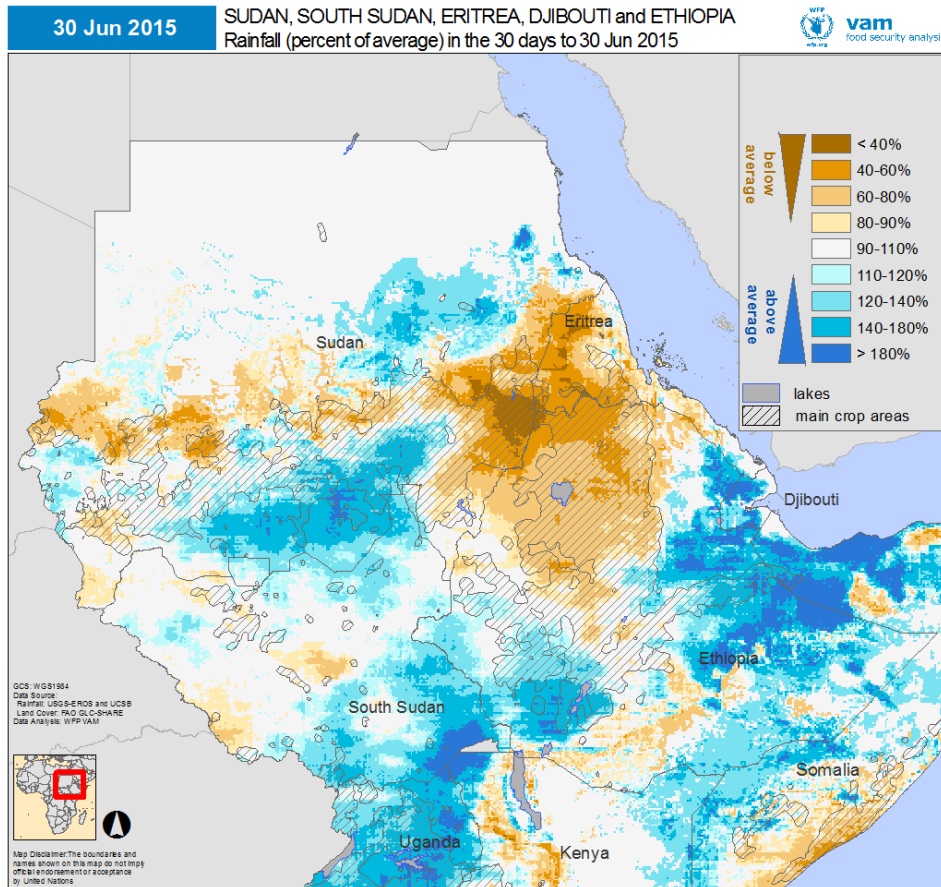 30 Jun 2015
SUDAN, SOUTH SUDAN, ERITREA, DJIBOUTI and ETHIOPIA
Rainfall (percent of average) in the 30 days to 30 Jun 2015
WFP
wfp.org
vam
food security analysis
below
average
above
average
< 40%
40-60%
60-80%
80-90%
90-110%
110-120%
120-140%
140-180%
> 180%
lakes
main crop areas
Eritrea
Sudan
Djibouti
Ethiopia
South Sudan
Somalia
Uganda
Kenya
GCS: WGS1984
Data Source:
Rainfall: USGS-EROS and UCSB
Land Cover: FAO GLC-SHARE
Data Analysis: WFP VAM
Map Disclaimer:The boundaries and
names shown on this map do not imply
official endorsement or acceptance
by United Nations